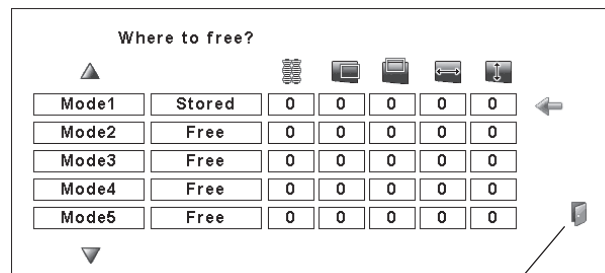 Where to free?
Mode1 Stored 0 0 0 0 0
Mode2 Free 0 0 0 0 0
Mode3 Free 0 0 0 0 0
Mode4 Free 0 0 0 0 0
Mode5 Free 0 0 0 0 0